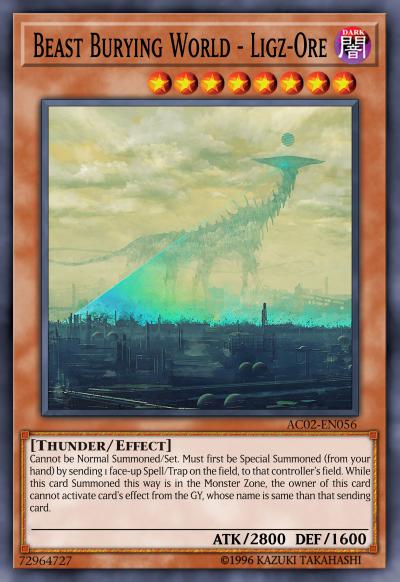 BEAST BURYING WORLD - LIGZ-ORE
DARK
闇
AC02-EN056
[THUNDER/EFFECT]
Cannot be Normal Summoned/Set. Must first be Special Summoned (from your
hand) by sending 1 face-up Spell/Trap on the field, to that controller's field. While
this card Summoned this way is in the Monster Zone, the owner of this card
cannot activate card's effect from the GY, whose name is same than that sending
card.
ATK/2800 DEF/1600
72964727
©1996 KAZUKI TAKAHASHI